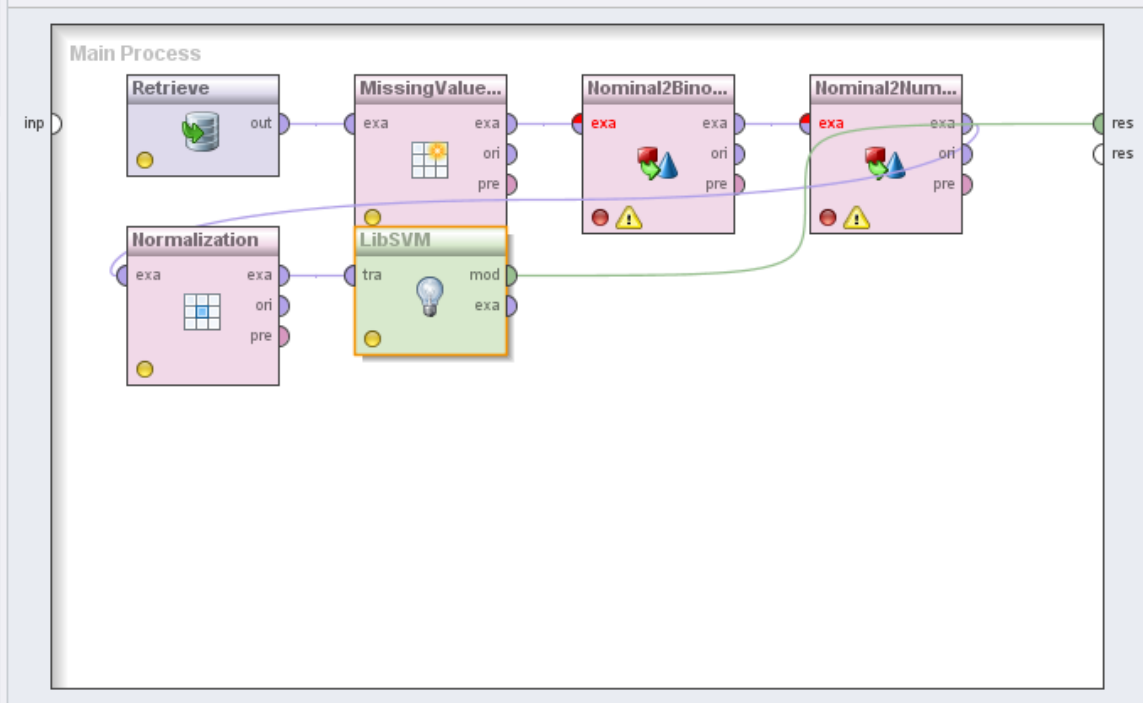 Main Process
Retrieve MissingValue... Nominal2Bino... Nominal2Num...
inp out exa exa exa exa exa exa res
ori ori ori res
pre pre pre
Normalization LibSVM
exa exa tra mod
ori exa
pre